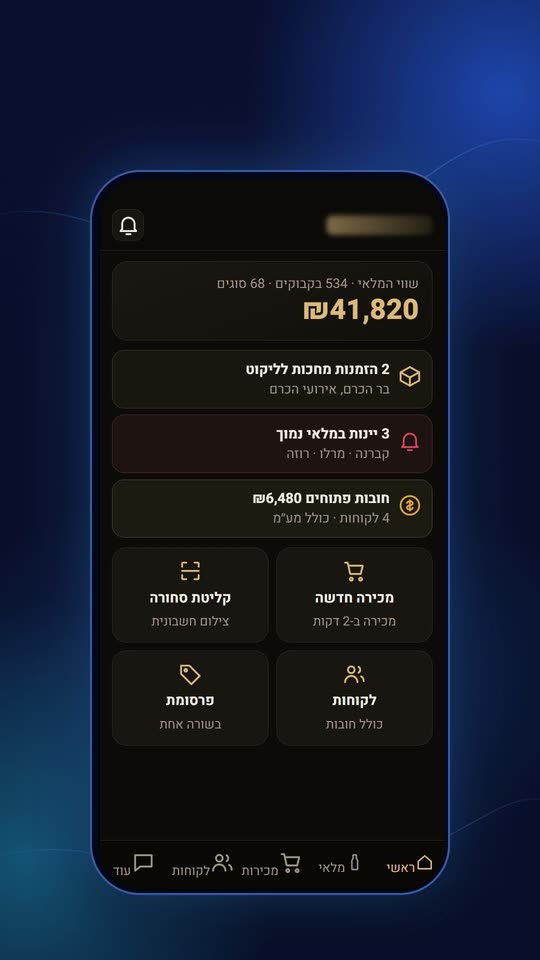 שווי המלאי · 534 בקבוקים · 68 סוגים
₪41,820
2 הזמנות מחכות לליקוט
בר הכרם, אירועי הכרם
3 יינות במלאי נמוך
קברנה · מרלו · רוזה
חובות פתוחים ₪6,480
4 לקוחות · כולל מע״מ
מכירה חדשה
מכירה ב-2 דקות
קליטת סחורה
צילום חשבונית
לקוחות
כולל חובות
פרסומת
בשורה אחת
ראשי
מלאי
מכירות
לקוחות
עוד